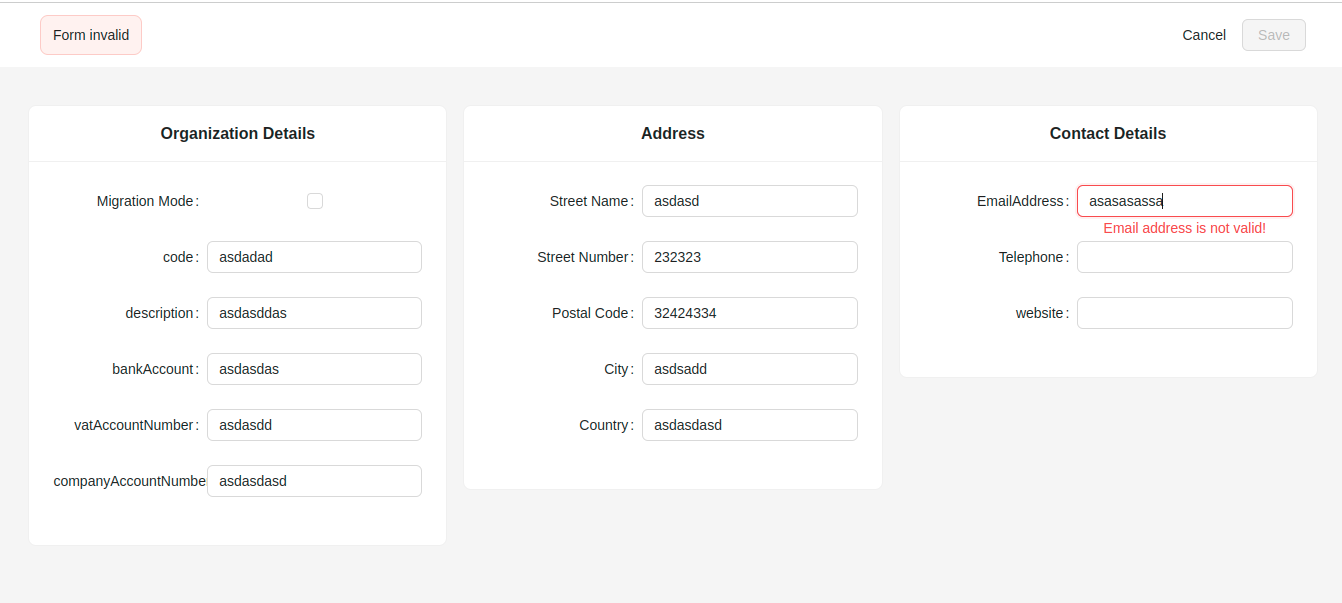 Form invalid
Cancel Save
Organization Details
Migration Mode:
code: asdadad
description: asdasddas
bankAccount: asdasdas
vatAccountNumber: asdasdd
companyAccountNumbe asdasdasd
Address
Street Name: asdasd
Street Number: 232323
Postal Code: 32424334
City: asdsadd
Country: asdasdasd
Contact Details
EmailAddress: asasasassa
Email address is not valid!
Telephone:
website: